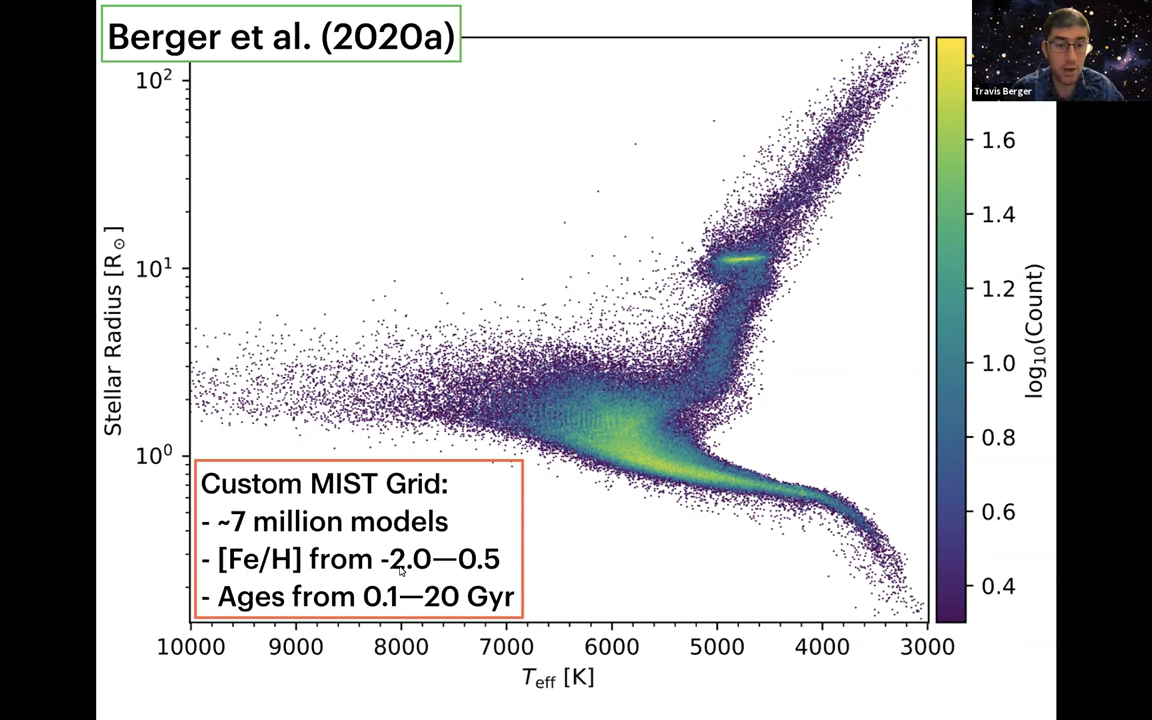 Berger et al. (2020a)
Travis Berger
10²
10¹
10⁰
Stellar Radius [R⊙]
Custom MIST Grid:
- ~7 million models
- [Fe/H] from -2.0—0.5
- Ages from 0.1—20 Gyr
10000 9000 8000 7000 6000 5000 4000 3000
T_eff [K]
1.6
1.4
1.2
1.0
0.8
0.6
0.4
log₁₀(Count)